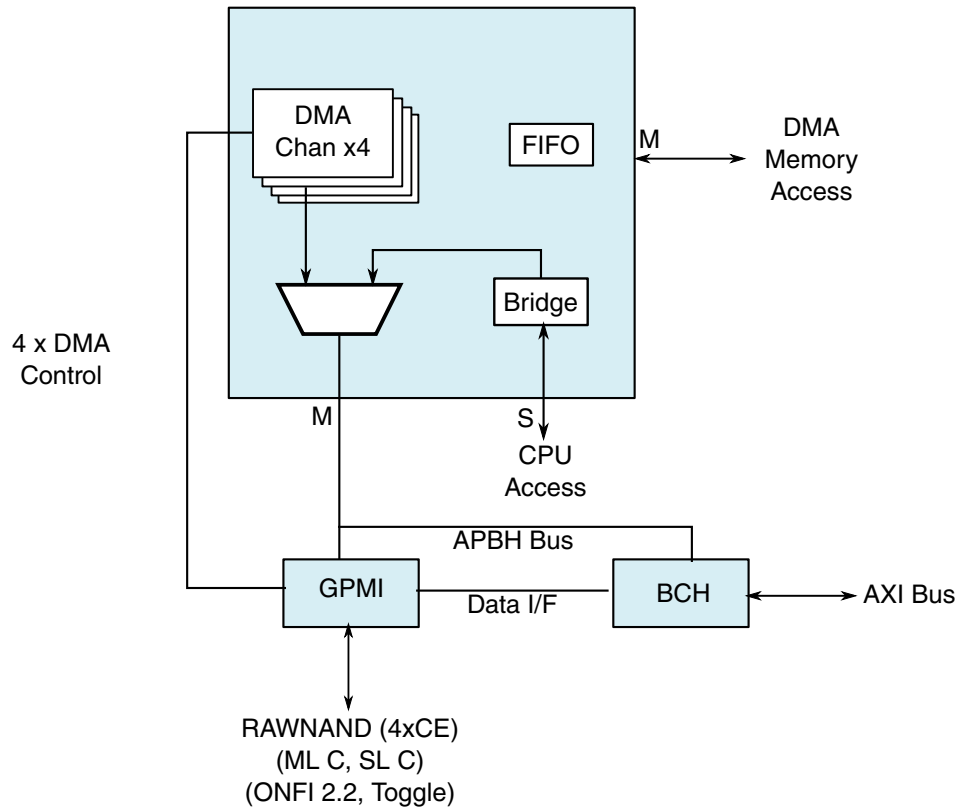 DMA
Chan x4
FIFO
M
DMA
Memory
Access
Bridge
4 x DMA
Control
M
S
CPU
Access
APBH Bus
GPMI
Data I/F
BCH
AXI Bus
RAWNAND (4xCE)
(ML C, SL C)
(ONFI 2.2, Toggle)